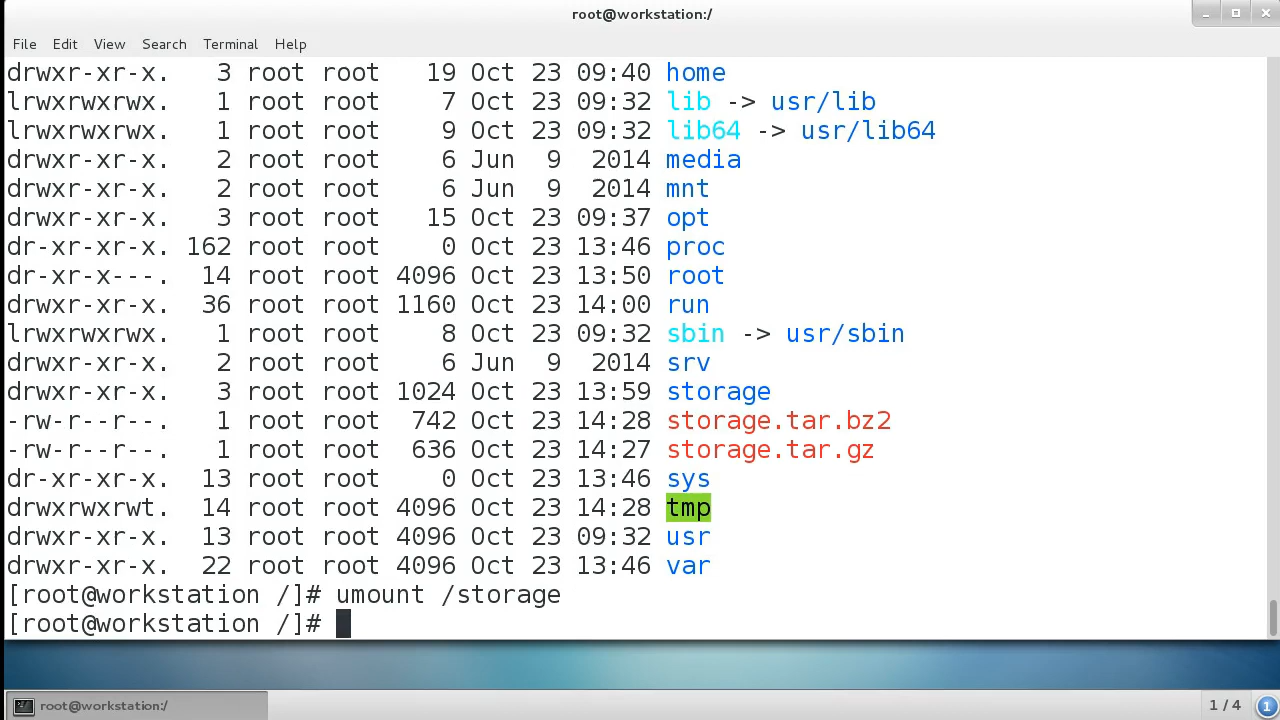 root@workstation:/
File Edit View Search Terminal Help
drwxr-xr-x.   3 root root   19 Oct 23 09:40 home
lrwxrwxrwx.   1 root root    7 Oct 23 09:32 lib -> usr/lib
lrwxrwxrwx.   1 root root    9 Oct 23 09:32 lib64 -> usr/lib64
drwxr-xr-x.   2 root root    6 Jun  9  2014 media
drwxr-xr-x.   2 root root    6 Jun  9  2014 mnt
drwxr-xr-x.   3 root root   15 Oct 23 09:37 opt
dr-xr-xr-x. 162 root root    0 Oct 23 13:46 proc
dr-xr-x---.  14 root root 4096 Oct 23 13:50 root
drwxr-xr-x.  36 root root 1160 Oct 23 14:00 run
lrwxrwxrwx.   1 root root    8 Oct 23 09:32 sbin -> usr/sbin
drwxr-xr-x.   2 root root    6 Jun  9  2014 srv
drwxr-xr-x.   3 root root 1024 Oct 23 13:59 storage
-rw-r--r--.   1 root root  742 Oct 23 14:28 storage.tar.bz2
-rw-r--r--.   1 root root  636 Oct 23 14:27 storage.tar.gz
dr-xr-xr-x.  13 root root    0 Oct 23 13:46 sys
drwxrwxrwt.  14 root root 4096 Oct 23 14:28 tmp
drwxr-xr-x.  13 root root 4096 Oct 23 09:32 usr
drwxr-xr-x.  22 root root 4096 Oct 23 13:46 var
[root@workstation /]# umount /storage
[root@workstation /]#
root@workstation:/
1 / 4
1